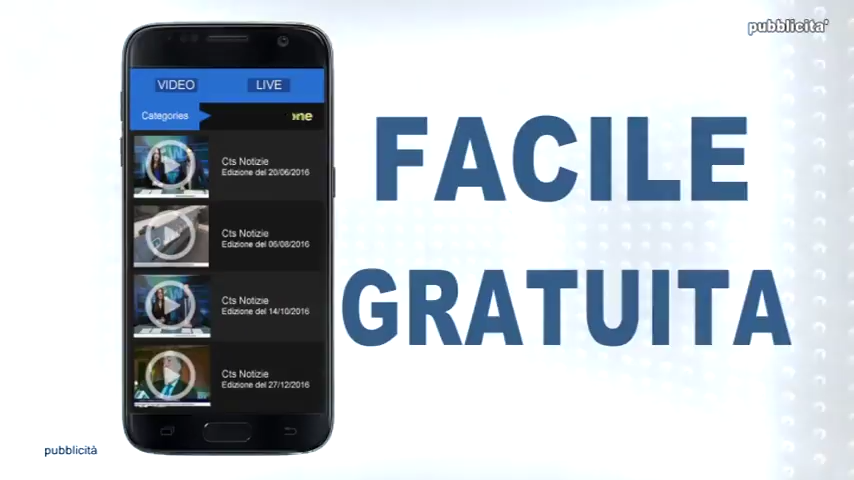 pubblicita'
VIDEO
LIVE
Categories
Cts Notizie
Edizione del 20/06/2016
Cts Notizie
Edizione del 06/08/2016
Cts Notizie
Edizione del 14/10/2016
Cts Notizie
Edizione del 27/12/2016
FACILE
GRATUITA
pubblicità